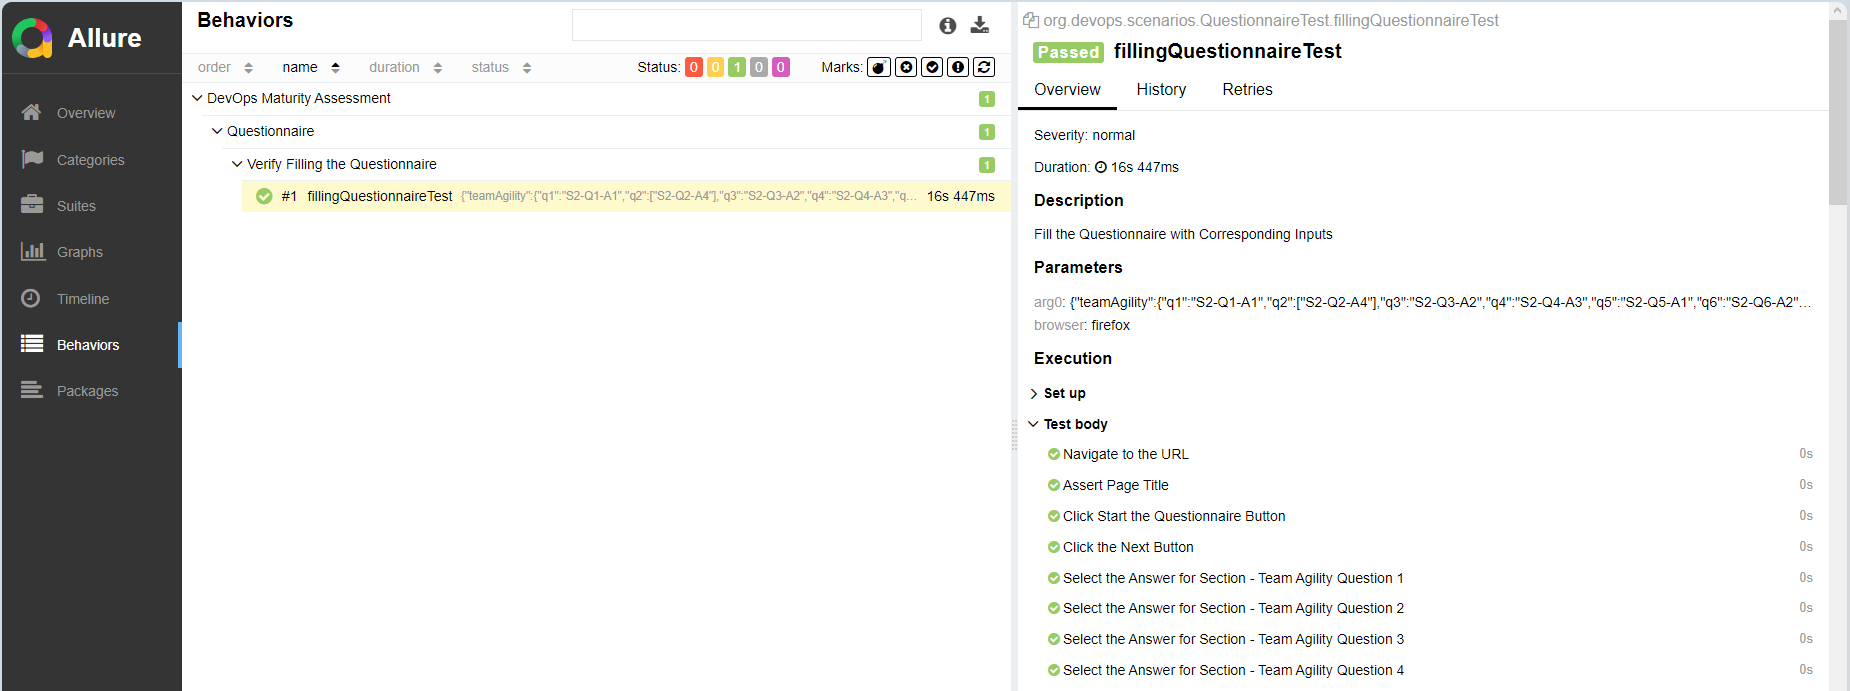 Allure
Overview
Categories
Suites
Graphs
Timeline
Behaviors
Packages
Behaviors
order name duration status Status: 0 0 1 0 0 Marks:
DevOps Maturity Assessment 1
Questionnaire 1
Verify Filling the Questionnaire 1
#1 fillingQuestionnaireTest {"teamAgility":{"q1":"S2-Q1-A1","q2":["S2-Q2-A4"],"q3":"S2-Q3-A2","q4":"S2-Q4-A3","q... 16s 447ms
org.devops.scenarios.QuestionnaireTest.fillingQuestionnaireTest
Passed fillingQuestionnaireTest
Overview History Retries
Severity: normal
Duration: 16s 447ms
Description
Fill the Questionnaire with Corresponding Inputs
Parameters
arg0: {"teamAgility":{"q1":"S2-Q1-A1","q2":["S2-Q2-A4"],"q3":"S2-Q3-A2","q4":"S2-Q4-A3","q5":"S2-Q5-A1","q6":"S2-Q6-A2"...
browser: firefox
Execution
Set up
Test body
Navigate to the URL 0s
Assert Page Title 0s
Click Start the Questionnaire Button 0s
Click the Next Button 0s
Select the Answer for Section - Team Agility Question 1 0s
Select the Answer for Section - Team Agility Question 2 0s
Select the Answer for Section - Team Agility Question 3 0s
Select the Answer for Section - Team Agility Question 4 0s